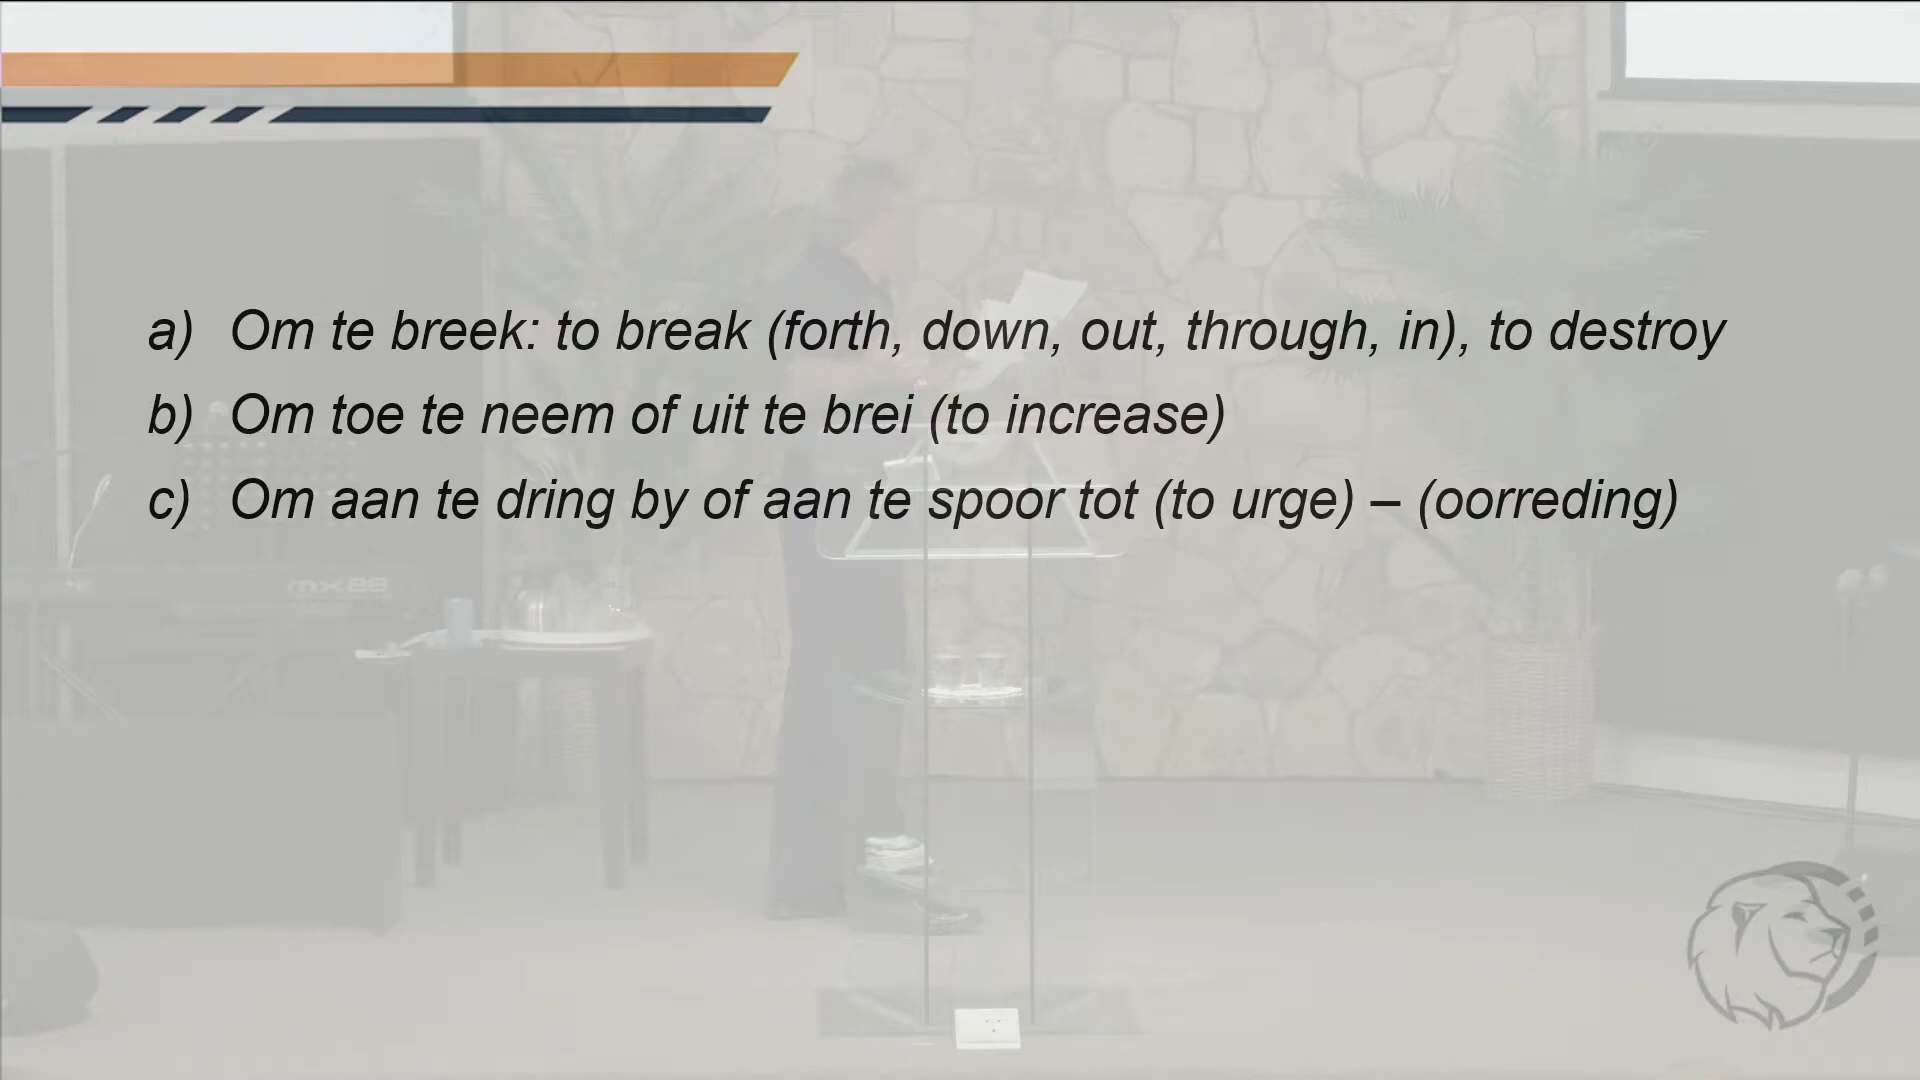 a) Om te breek: to break (forth, down, out, through, in), to destroy
b) Om toe te neem of uit te brei (to increase)
c) Om aan te dring by of aan te spoor tot (to urge) – (oorreding)
mx88